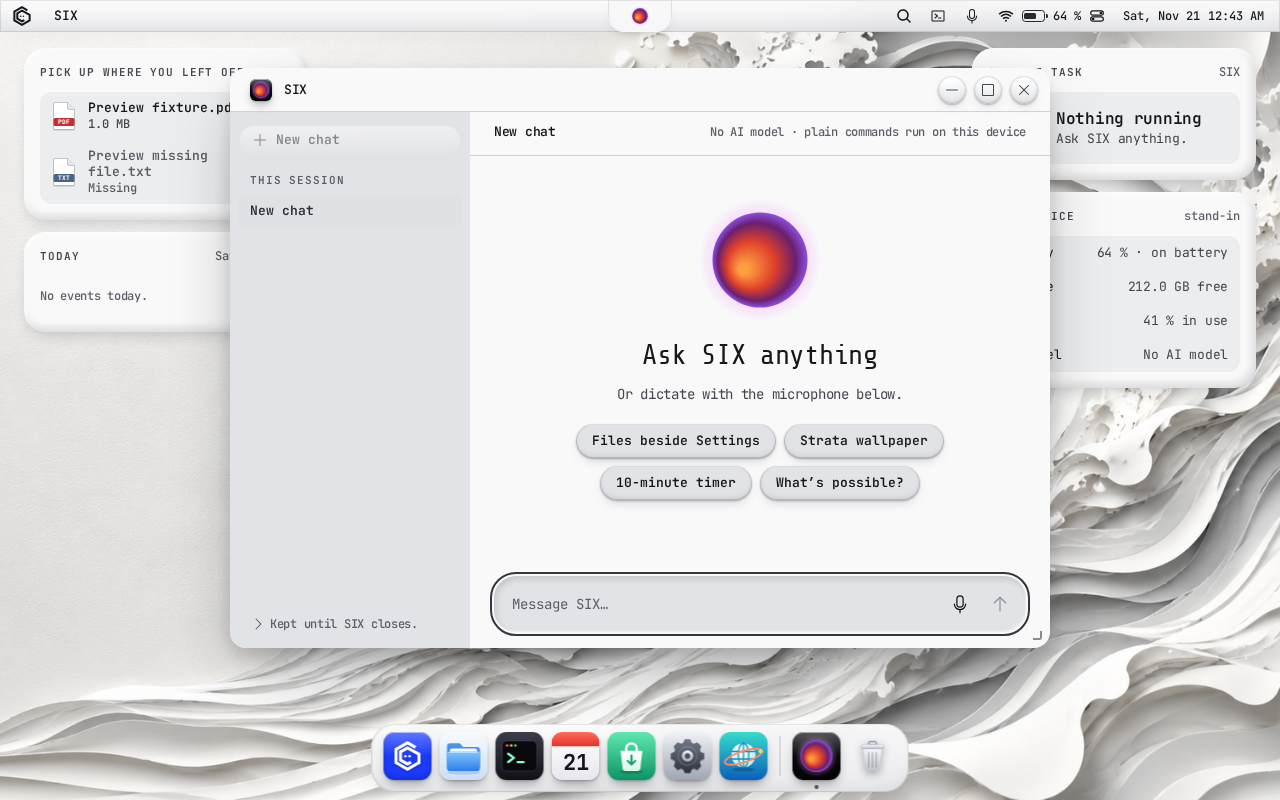 SIX
64 %
Sat, Nov 21 12:43 AM
PICK UP WHERE YOU LEFT OFF
Preview fixture.pd
1.0 MB
Preview missing
file.txt
Missing
PDF
TXT
TODAY
No events today.
SIX
New chat
THIS SESSION
New chat
Kept until SIX closes.
New chat
No AI model · plain commands run on this device
Ask SIX anything
Or dictate with the microphone below.
Files beside Settings
Strata wallpaper
10-minute timer
What’s possible?
Message SIX…
TASK
SIX
Nothing running
Ask SIX anything.
stand-in
64 % · on battery
212.0 GB free
41 % in use
No AI model
21